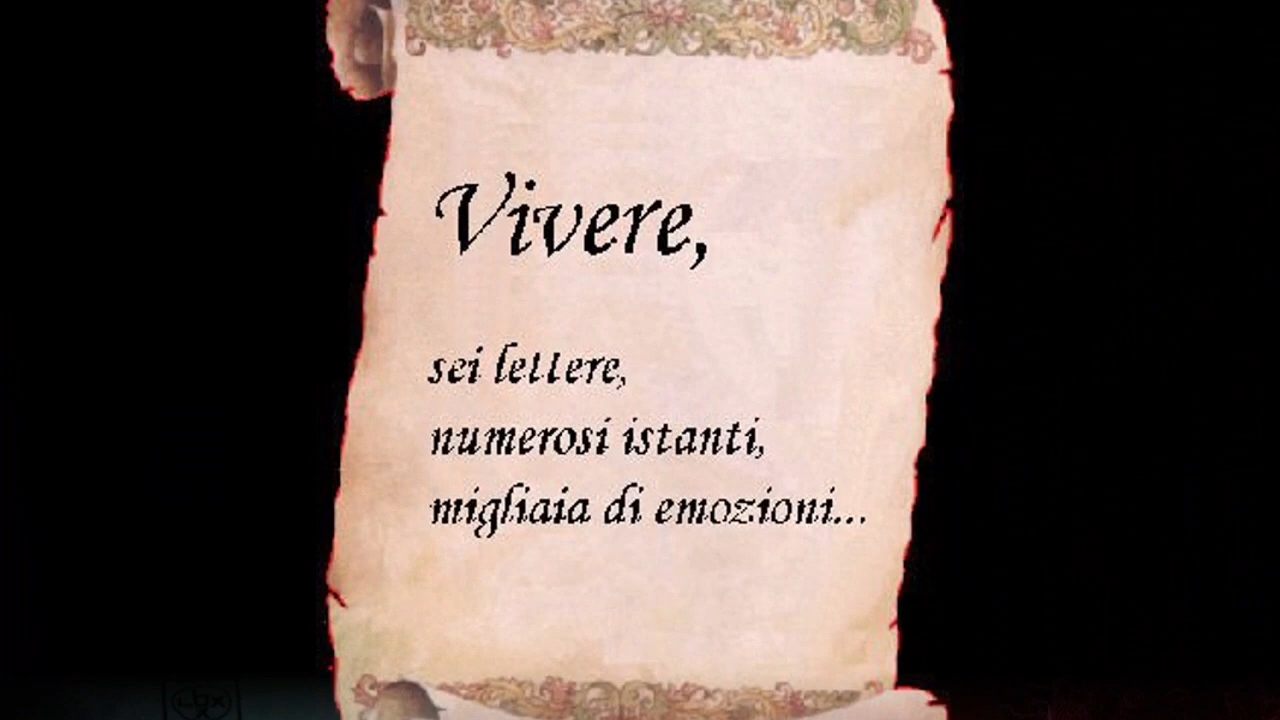 Vivere,
sei lettere,
numerosi istanti,
migliaia di emozioni...